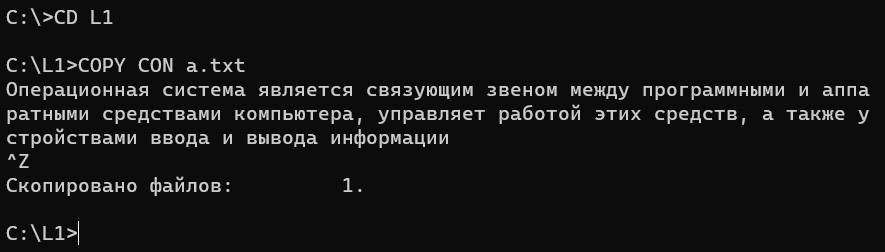 C:\>CD L1
C:\L1>COPY CON a.txt
Операционная система является связующим звеном между программными и аппа
ратными средствами компьютера, управляет работой этих средств, а также у
стройствами ввода и вывода информации
^Z
Скопировано файлов:         1.
C:\L1>